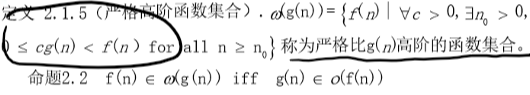 定义 2.1.5（严格高阶函数集合）. ω(g(n))={f(n) | ∀c > 0,∃n₀ > 0,
0 ≤ cg(n) < f(n) for all n ≥ n₀} 称为严格比g(n)高阶的函数集合。
命题2.2 f(n) ∈ ω(g(n)) iff g(n) ∈ o(f(n))